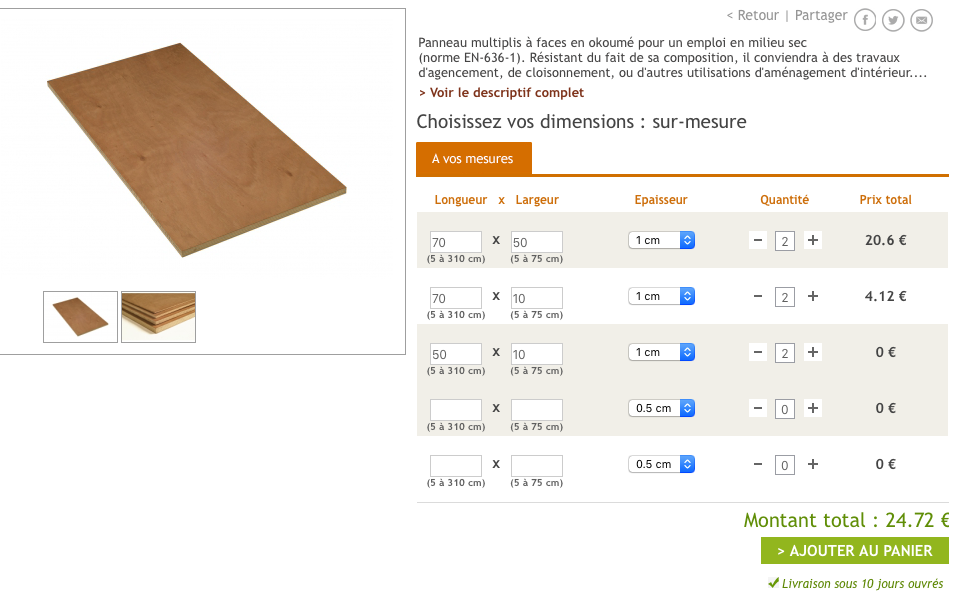 < Retour | Partager
Panneau multiplis à faces en okoumé pour un emploi en milieu sec
(norme EN-636-1). Résistant du fait de sa composition, il conviendra à des travaux
d'agencement, de cloisonnement, ou d'autres utilisations d'aménagement d'intérieur....
> Voir le descriptif complet
Choisissez vos dimensions : sur-mesure
A vos mesures
Longueur x Largeur Epaisseur Quantité Prix total
70 x 50 1 cm − 2 + 20.6 €
(5 à 310 cm) (5 à 75 cm)
70 x 10 1 cm − 2 + 4.12 €
(5 à 310 cm) (5 à 75 cm)
50 x 10 1 cm − 2 + 0 €
(5 à 310 cm) (5 à 75 cm)
x 0.5 cm − 0 + 0 €
(5 à 310 cm) (5 à 75 cm)
x 0.5 cm − 0 + 0 €
(5 à 310 cm) (5 à 75 cm)
Montant total : 24.72 €
> AJOUTER AU PANIER
Livraison sous 10 jours ouvrés